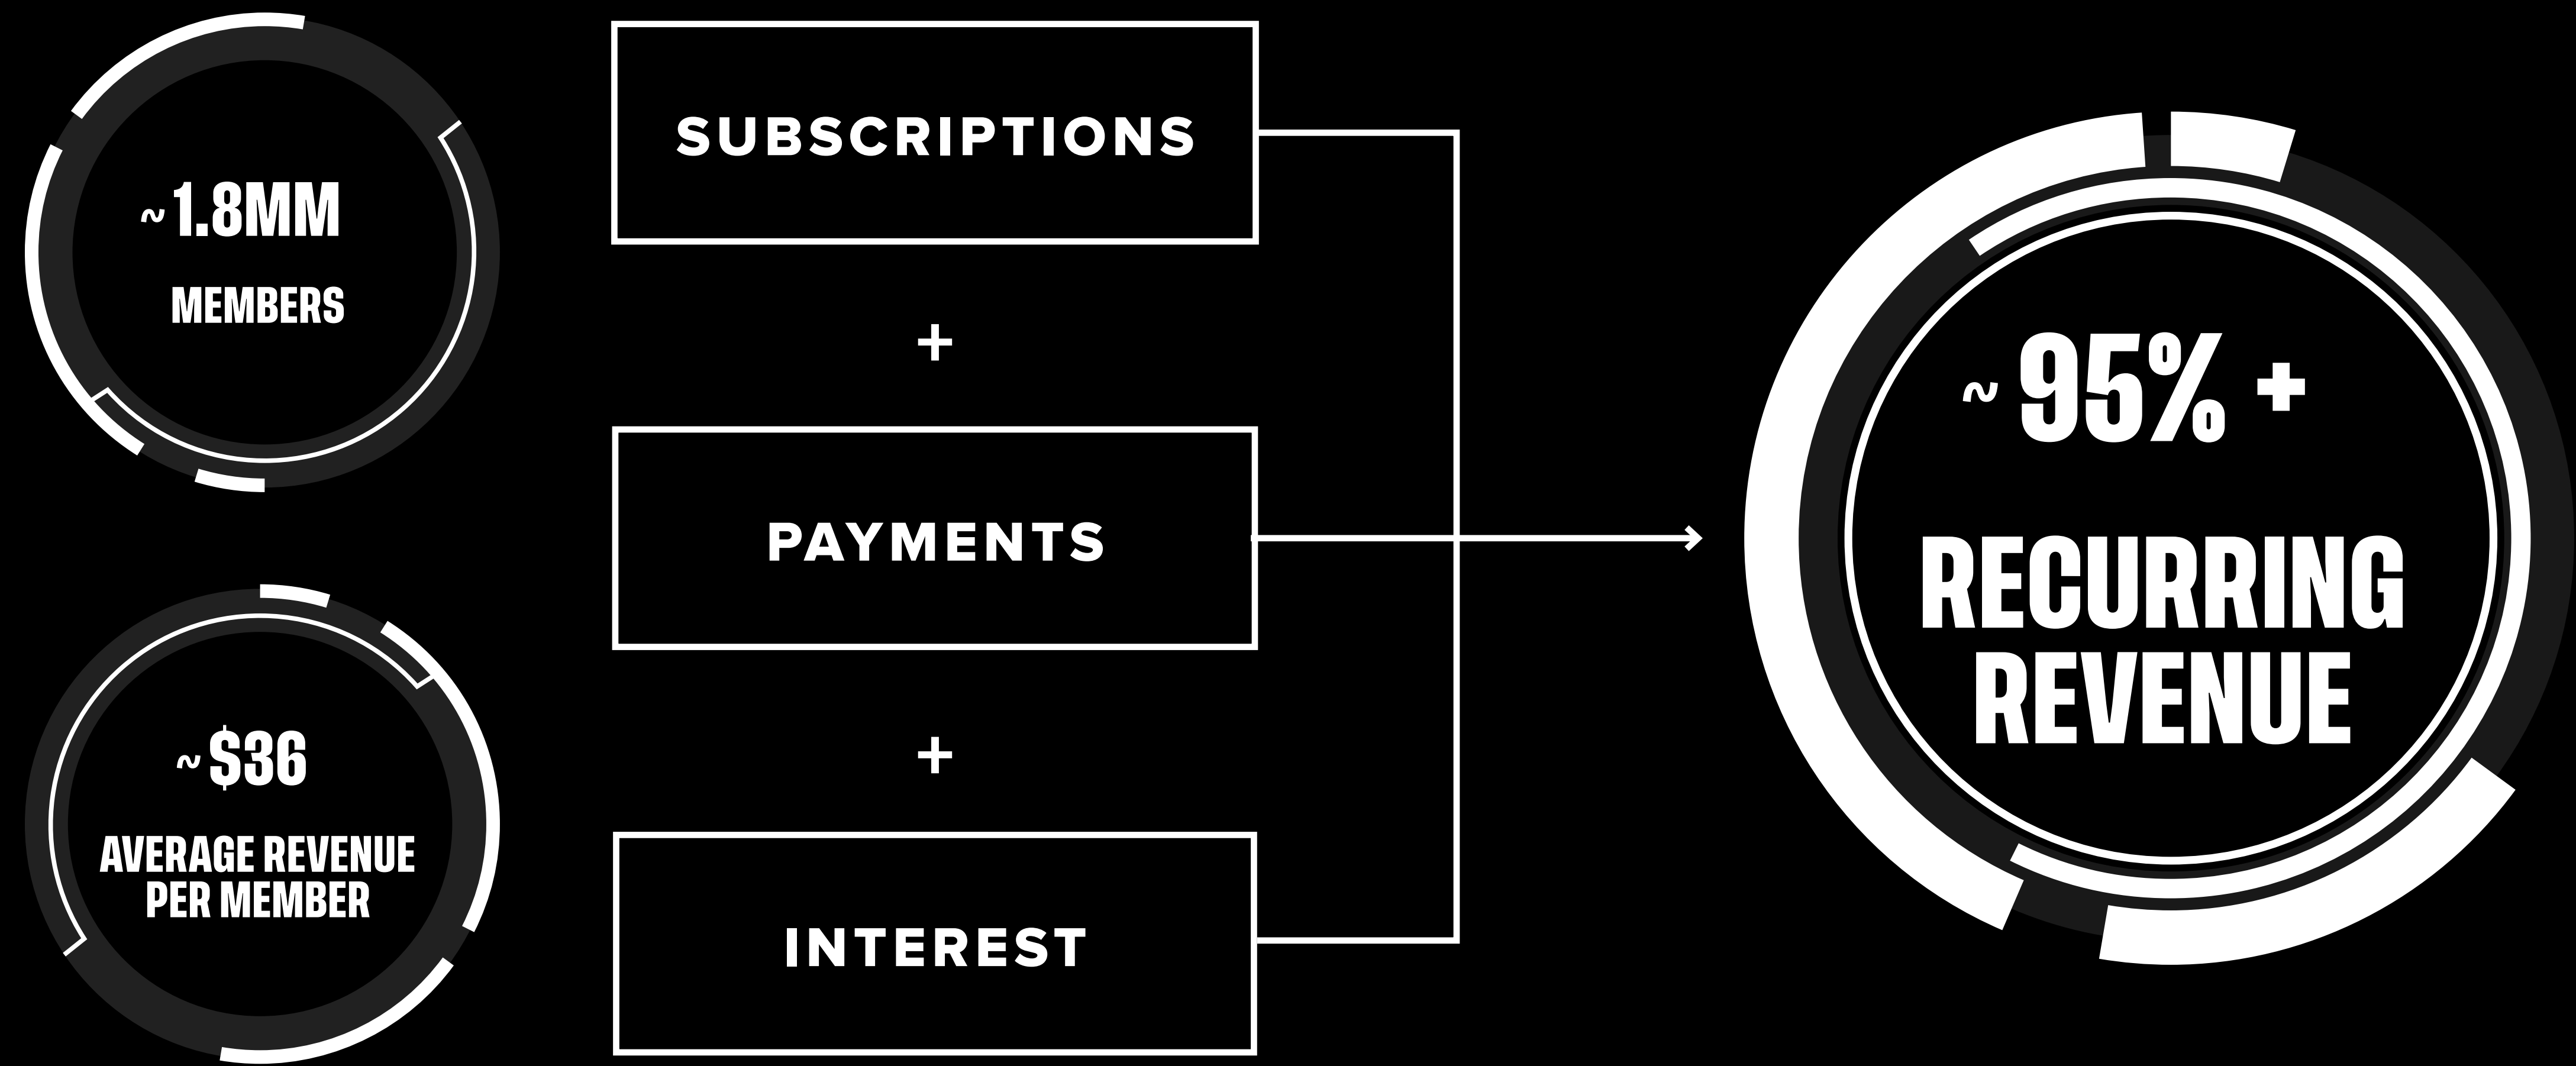 ~1.8MM
MEMBERS
~$36
AVERAGE REVENUE
PER MEMBER
SUBSCRIPTIONS
+
PAYMENTS
+
INTEREST
~95% +
RECURRING
REVENUE